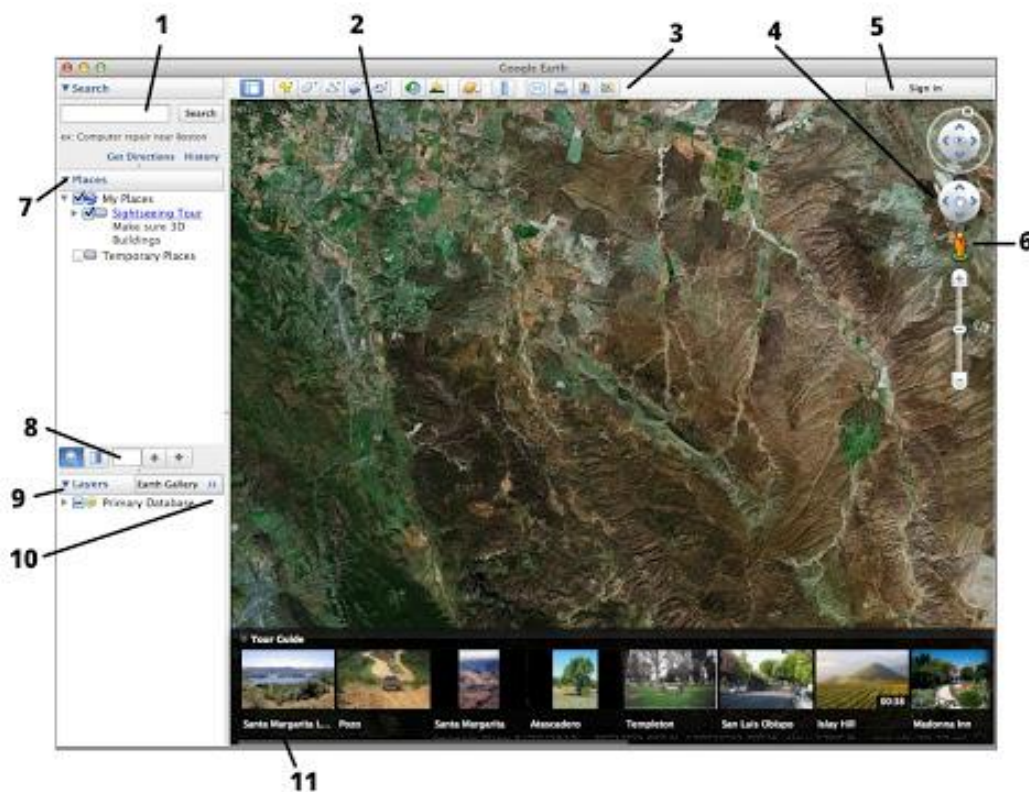 1
2
3
4
5
Google Earth
Search
Sign in
Search
ex: Computer repair near Boston
Get Directions History
7
Places
My Places
Sightseeing Tour
Make sure 3D
Buildings
Temporary Places
6
8
9
Layers
Earth Gallery »
Primary Database
10
Tour Guide
00:58
Santa Margarita L...
Pozo
Santa Margarita
Atascadero
Templeton
San Luis Obispo
Islay Hill
Madonna Inn
11